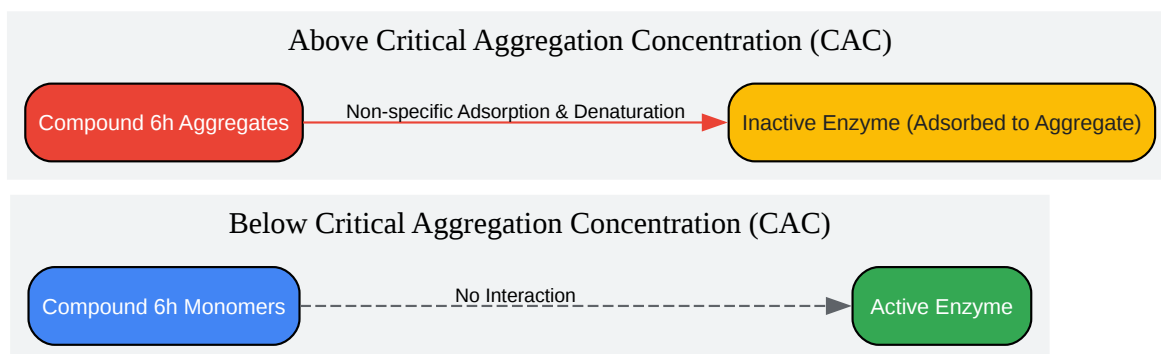 Above Critical Aggregation Concentration (CAC)
Compound 6h Aggregates
Non-specific Adsorption & Denaturation
Inactive Enzyme (Adsorbed to Aggregate)
Below Critical Aggregation Concentration (CAC)
Compound 6h Monomers
No Interaction
Active Enzyme